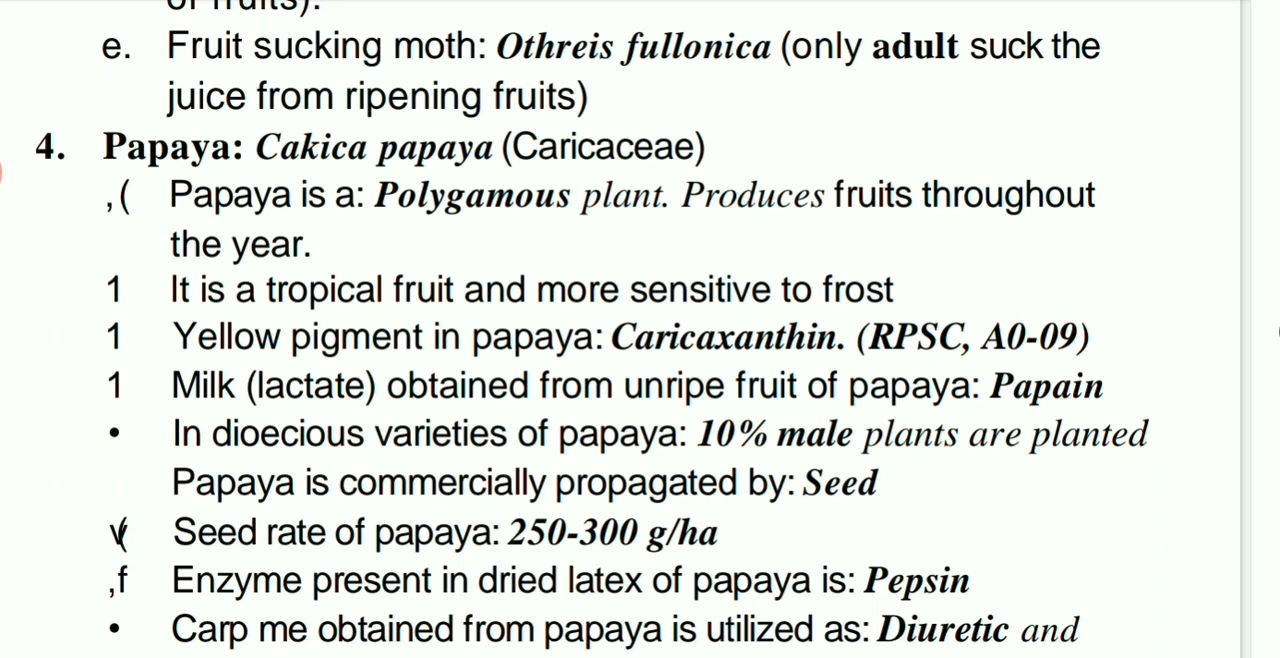 e. Fruit sucking moth: Othreis fullonica (only adult suck the
juice from ripening fruits)
4. Papaya: Cakica papaya (Caricaceae)
,( Papaya is a: Polygamous plant. Produces fruits throughout
the year.
1 It is a tropical fruit and more sensitive to frost
1 Yellow pigment in papaya: Caricaxanthin. (RPSC, A0-09)
1 Milk (lactate) obtained from unripe fruit of papaya: Papain
• In dioecious varieties of papaya: 10% male plants are planted
Papaya is commercially propagated by: Seed
Seed rate of papaya: 250-300 g/ha
,f Enzyme present in dried latex of papaya is: Pepsin
• Carp me obtained from papaya is utilized as: Diuretic and